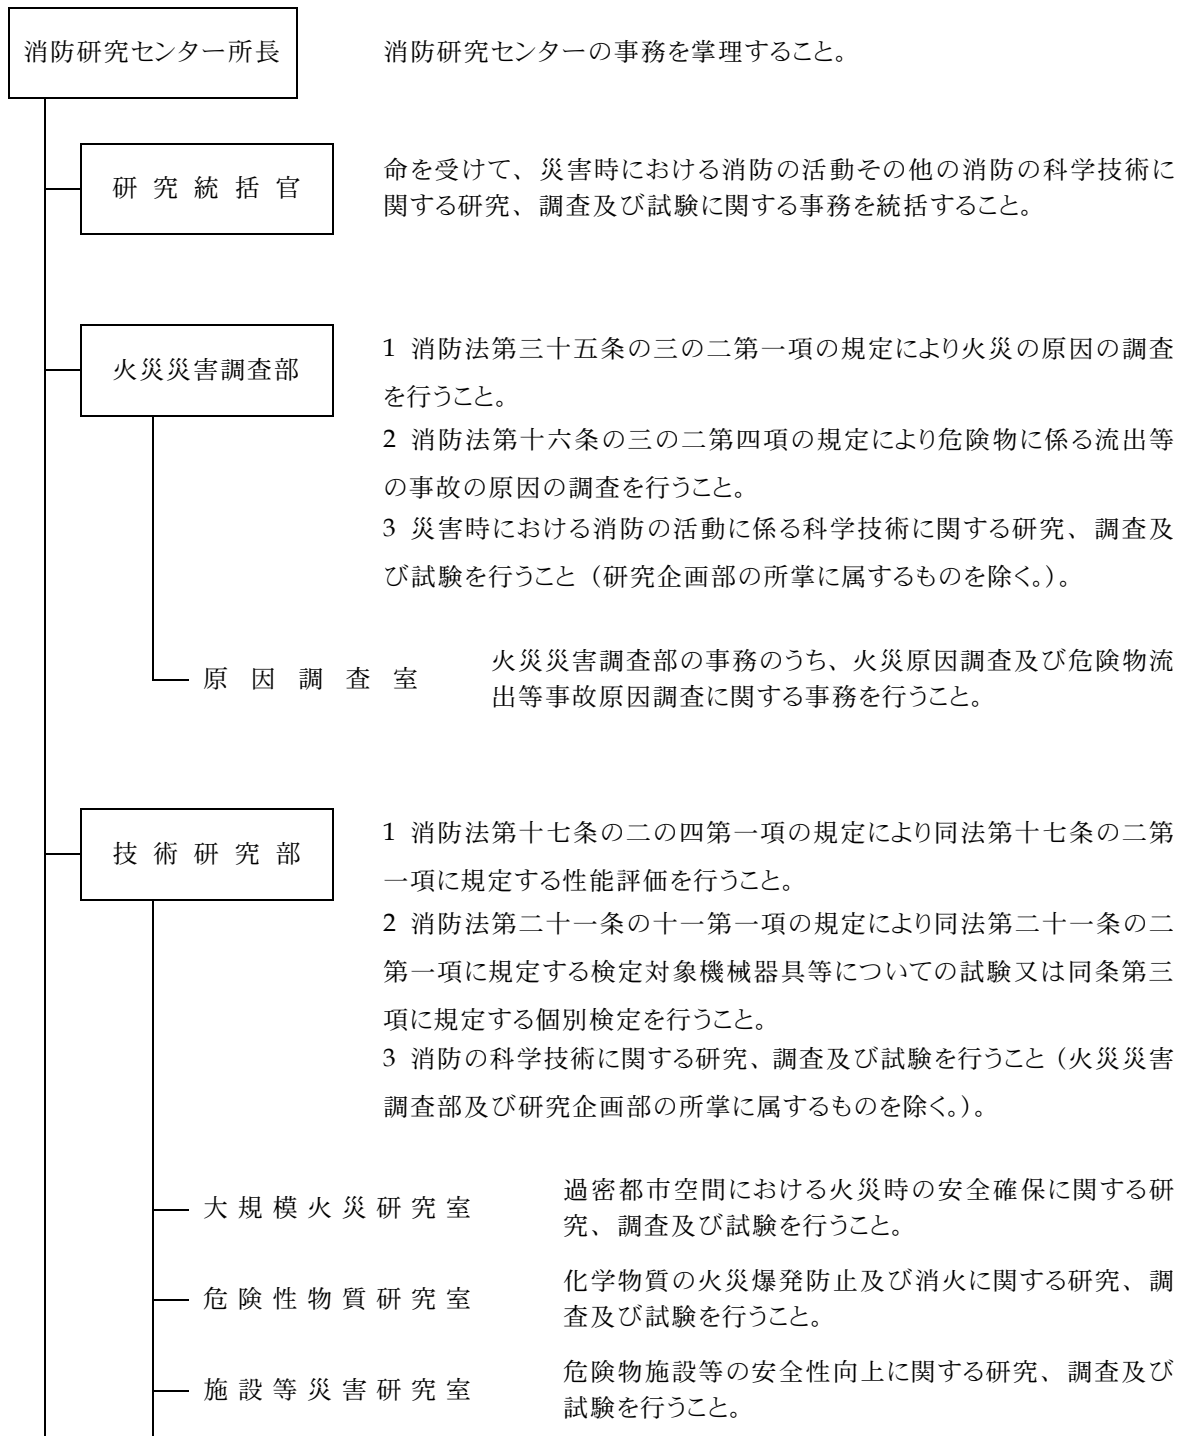 消防研究センター所長
消防研究センターの事務を掌理すること。
研究統括官
命を受けて、災害時における消防の活動その他の消防の科学技術に
関する研究、調査及び試験に関する事務を統括すること。
火災災害調査部
1 消防法第三十五条の三の二第一項の規定により火災の原因の調査
を行うこと。
2 消防法第十六条の三の二第四項の規定により危険物に係る流出等
の事故の原因の調査を行うこと。
3 災害時における消防の活動に係る科学技術に関する研究、調査及
び試験を行うこと（研究企画部の所掌に属するものを除く。）。
原因調査室
火災災害調査部の事務のうち、火災原因調査及び危険物流
出等事故原因調査に関する事務を行うこと。
技術研究部
1 消防法第十七条の二の四第一項の規定により同法第十七条の二第
一項に規定する性能評価を行うこと。
2 消防法第二十一条の十一第一項の規定により同法第二十一条の二
第一項に規定する検定対象機械器具等についての試験又は同条第三
項に規定する個別検定を行うこと。
3 消防の科学技術に関する研究、調査及び試験を行うこと（火災災害
調査部及び研究企画部の所掌に属するものを除く。）。
大規模火災研究室
過密都市空間における火災時の安全確保に関する研
究、調査及び試験を行うこと。
危険性物質研究室
化学物質の火災爆発防止及び消火に関する研究、調
査及び試験を行うこと。
施設等災害研究室
危険物施設等の安全性向上に関する研究、調査及び
試験を行うこと。